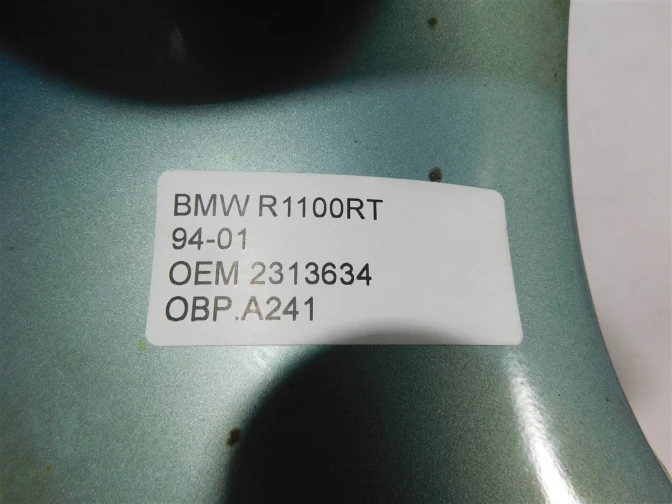 BMW R1100RT
94-01
OEM 2313634
OBP.A241